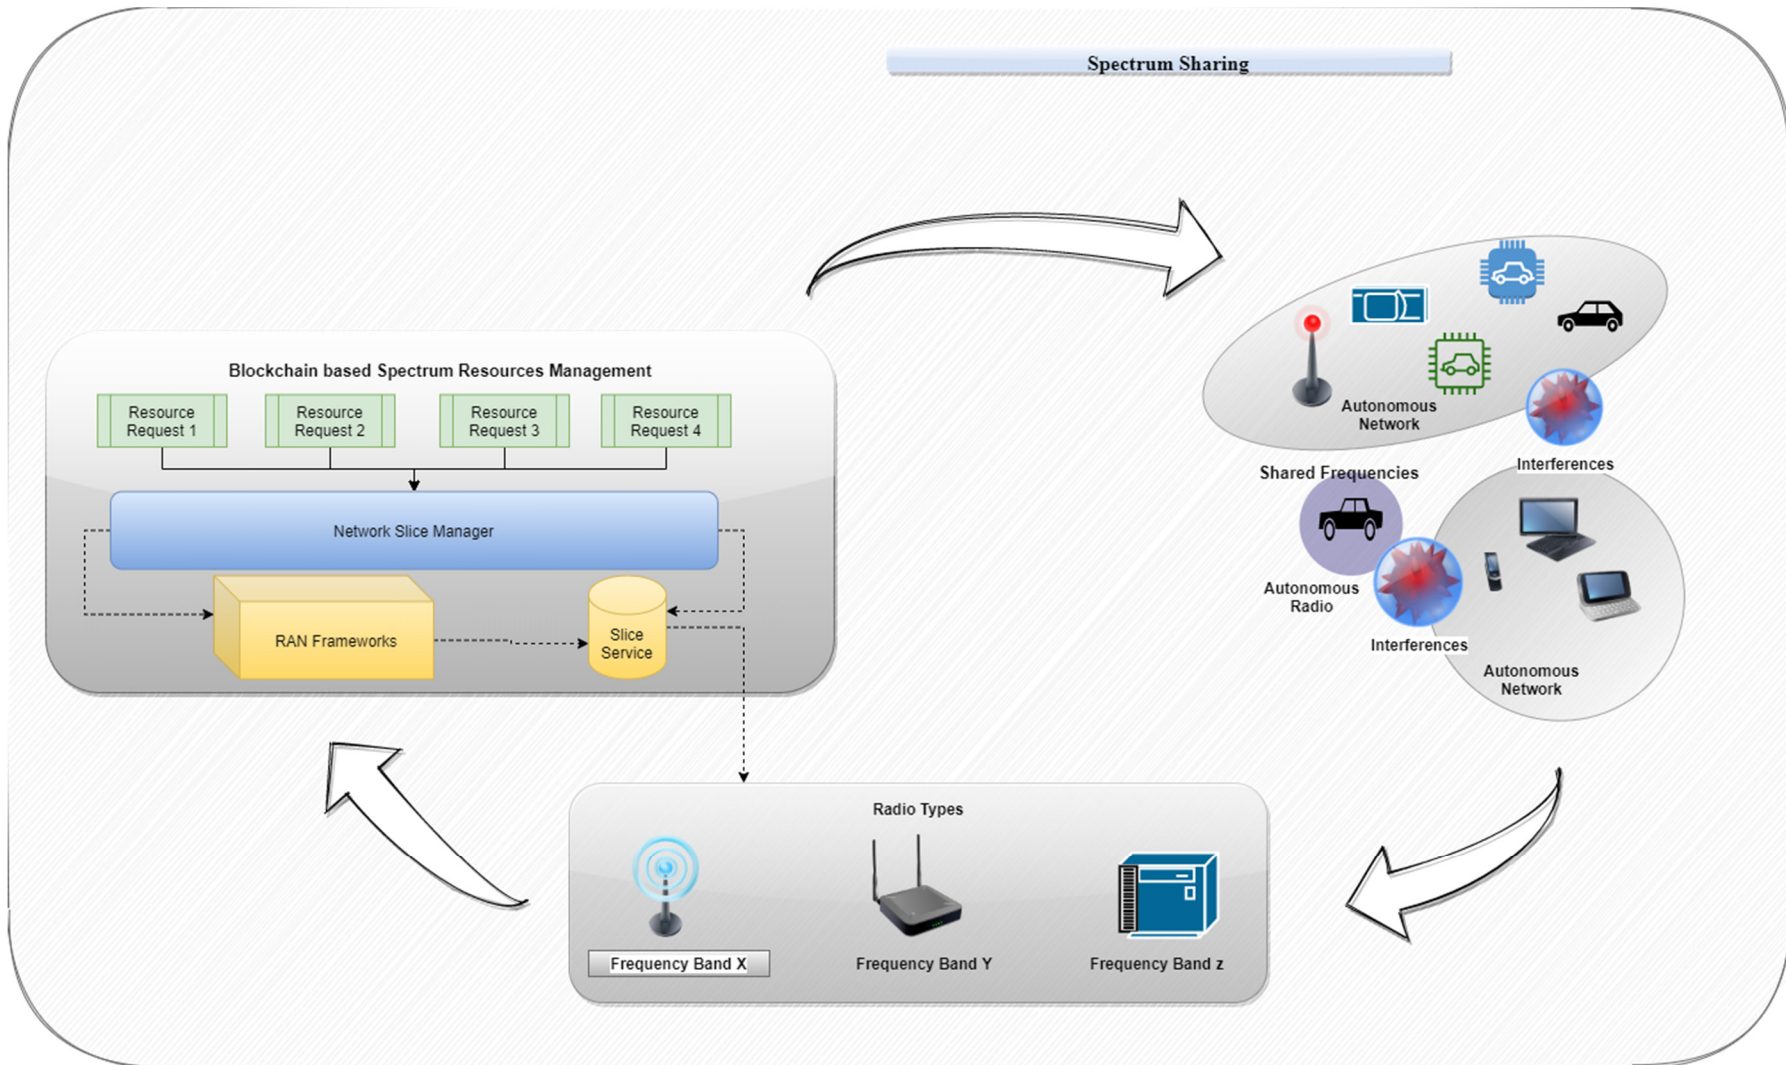 Spectrum Sharing
Blockchain based Spectrum Resources Management
Resource
Request 1
Resource
Request 2
Resource
Request 3
Resource
Request 4
Network Slice Manager
RAN Frameworks
Slice
Service
Autonomous
Network
Interferences
Shared Frequencies
Autonomous
Radio
Interferences
Autonomous
Network
Radio Types
Frequency Band X
Frequency Band Y
Frequency Band z